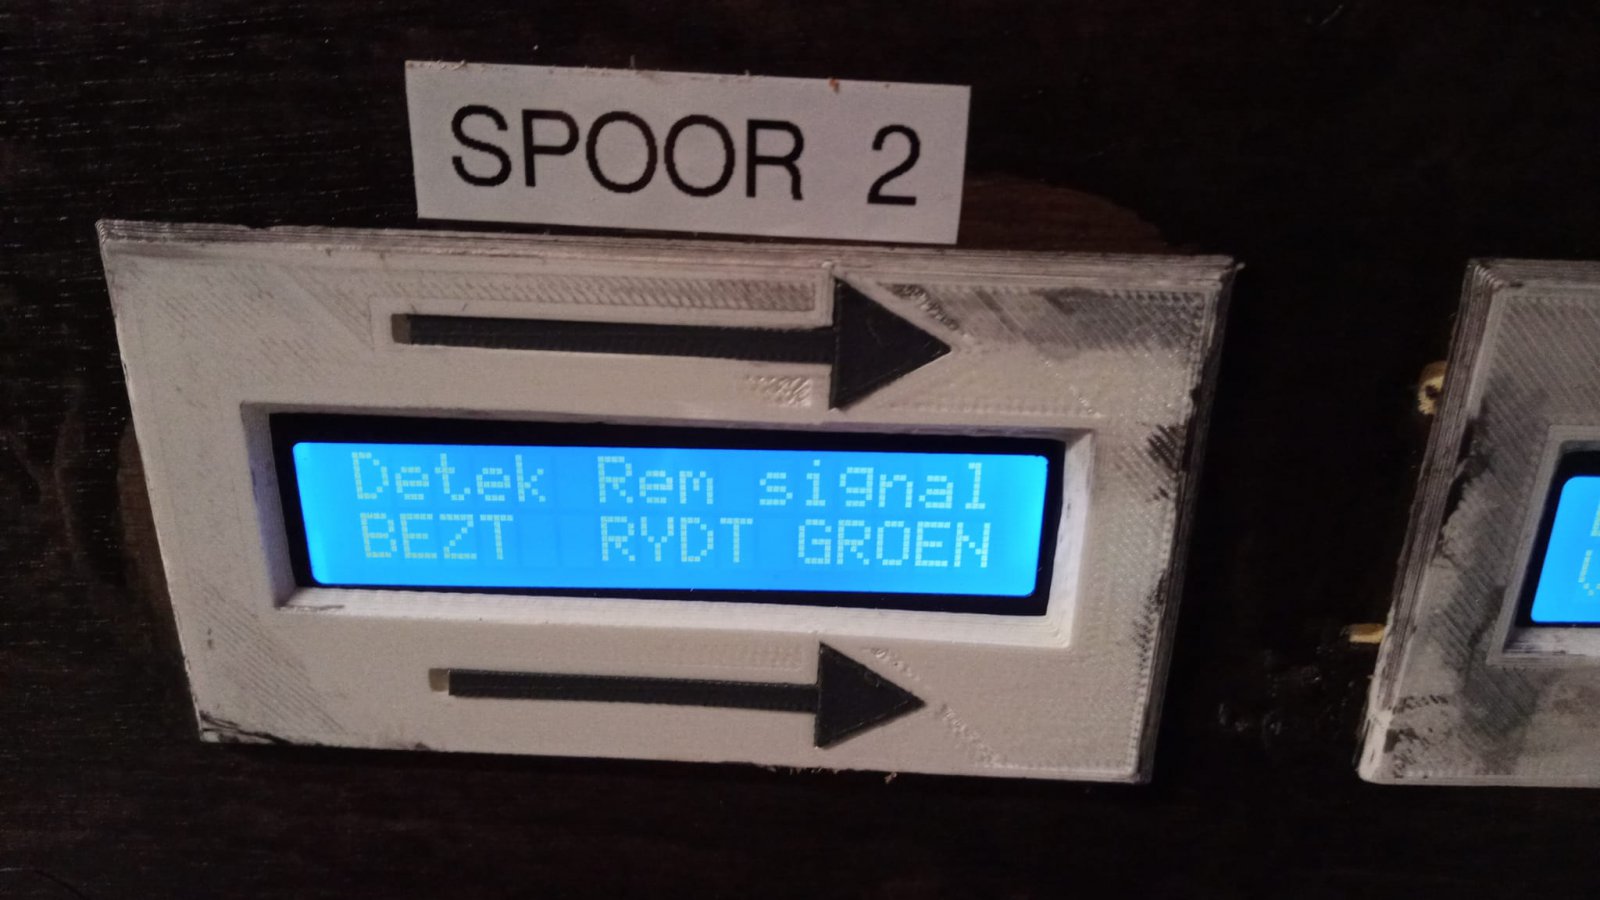 SPOOR 2
Detek Rem signal
BEZT RYDT GROEN